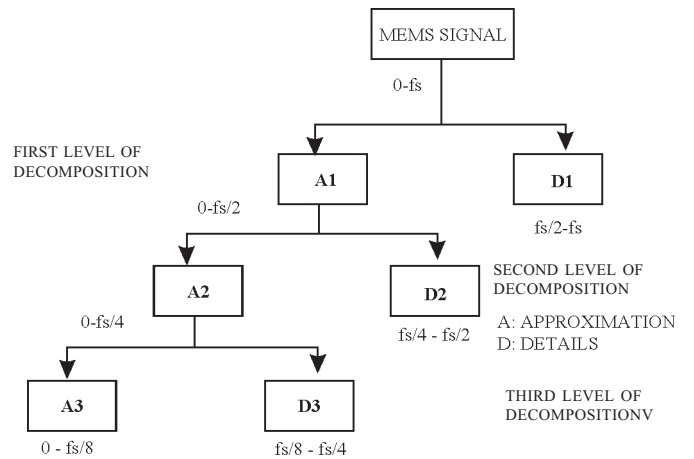 MEMS SIGNAL
0-fs
FIRST LEVEL OF
DECOMPOSITION
A1
D1
0-fs/2
fs/2-fs
A2
D2
SECOND LEVEL OF
DECOMPOSITION
0-fs/4
fs/4 - fs/2
A: APPROXIMATION
D: DETAILS
A3
D3
THIRD LEVEL OF
DECOMPOSITIONV
0 - fs/8
fs/8 - fs/4